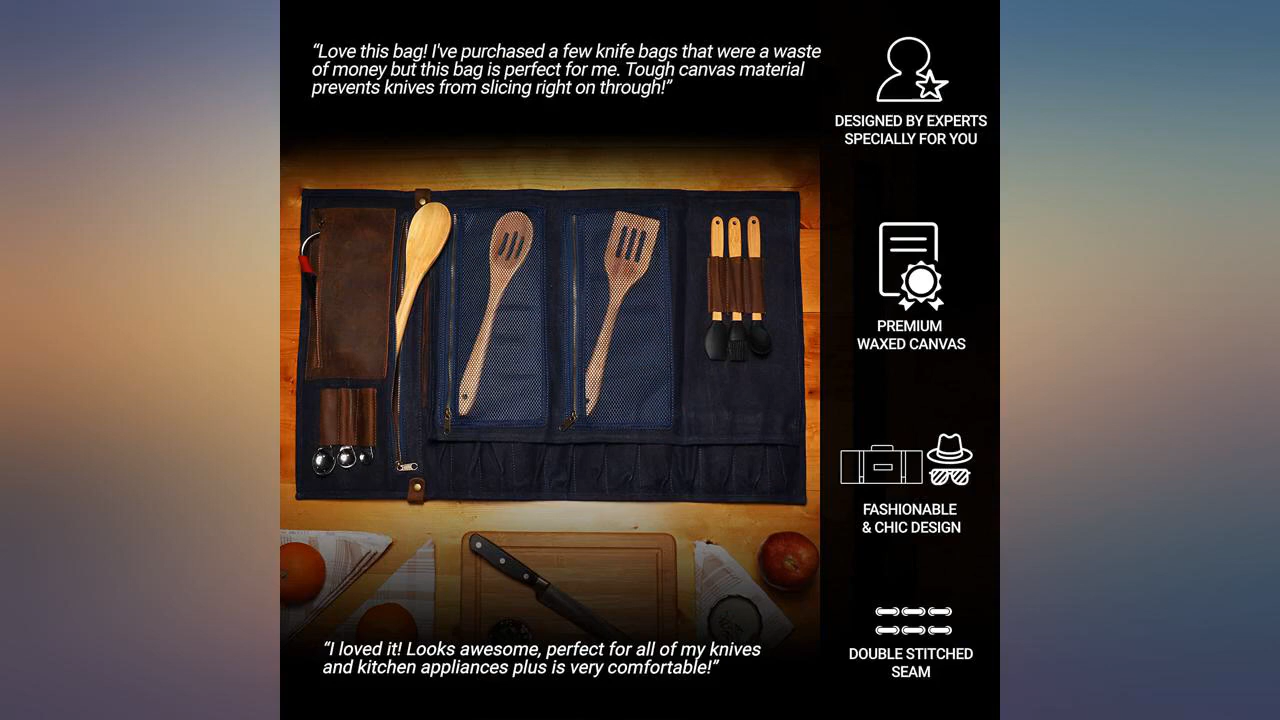 “Love this bag! I've purchased a few knife bags that were a waste
of money but this bag is perfect for me. Tough canvas material
prevents knives from slicing right on through!”
DESIGNED BY EXPERTS
SPECIALLY FOR YOU
PREMIUM
WAXED CANVAS
FASHIONABLE
& CHIC DESIGN
DOUBLE STITCHED
SEAM
“I loved it! Looks awesome, perfect for all of my knives
and kitchen appliances plus is very comfortable!”